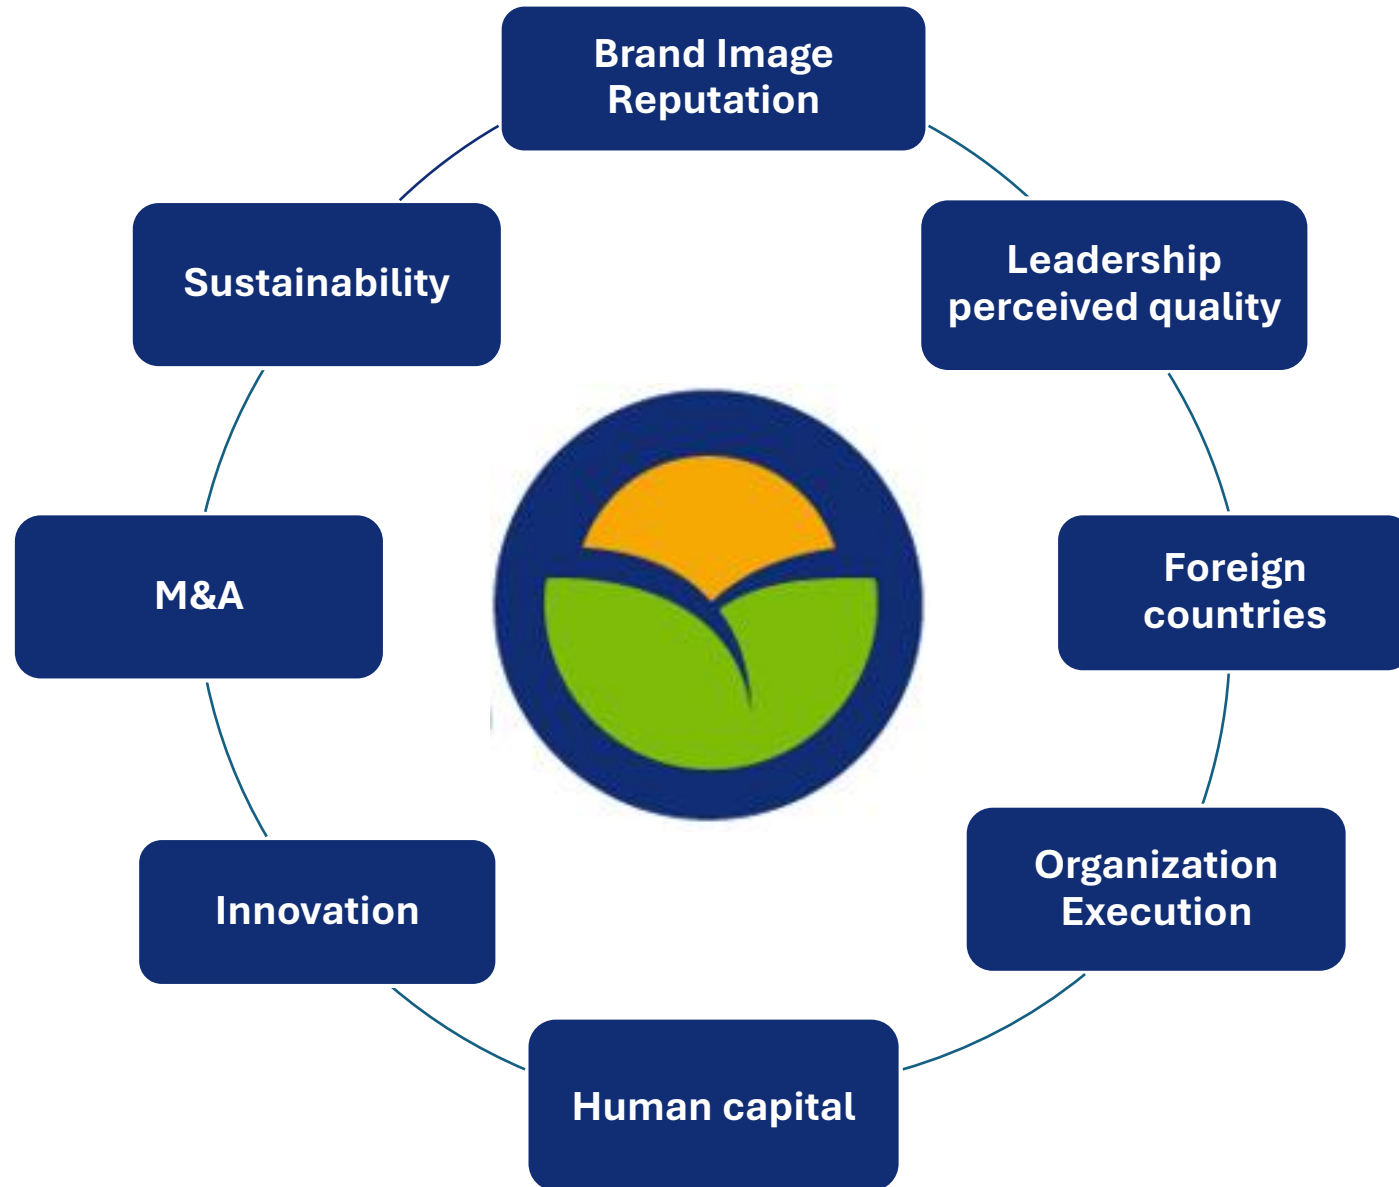 Brand Image
Reputation
Leadership
perceived quality
Foreign
countries
Organization
Execution
Human capital
Innovation
M&A
Sustainability